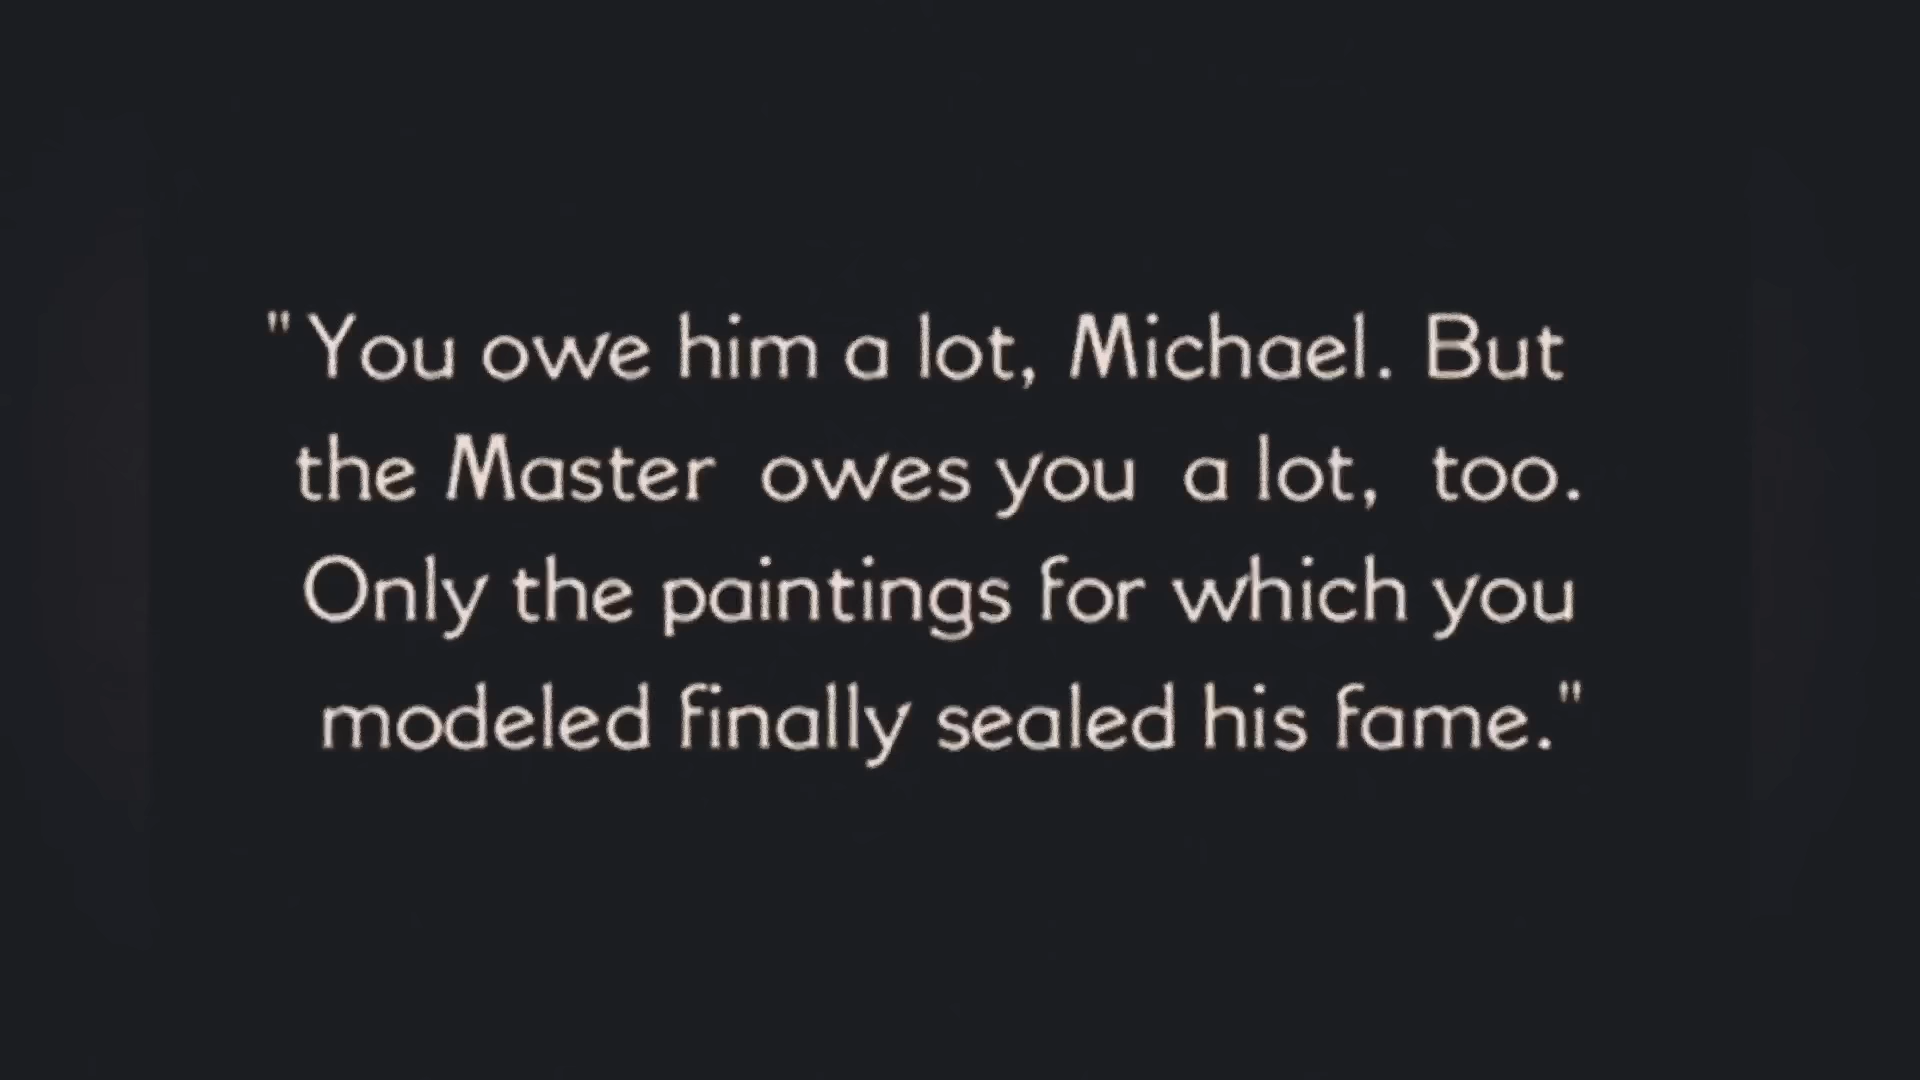 "You owe him a lot, Michael. But
the Master owes you a lot, too.
Only the paintings for which you
modeled finally sealed his fame."